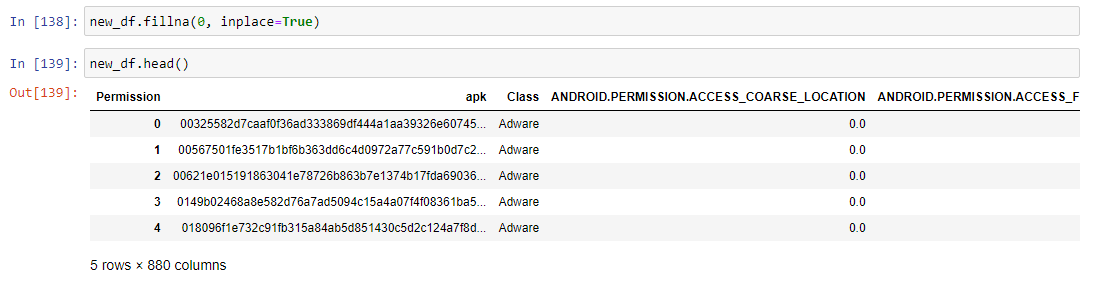 In [138]: new_df.fillna(0, inplace=True)
In [139]: new_df.head()
Out[139]:
Permission apk Class ANDROID.PERMISSION.ACCESS_COARSE_LOCATION ANDROID.PERMISSION.ACCESS_F
0 00325582d7caaf0f36ad333869df444a1aa39326e60745... Adware 0.0
1 00567501fe3517b1bf6b363dd6c4d0972a77c591b0d7c2... Adware 0.0
2 00621e015191863041e78726b863b7e1374b17fda69036... Adware 0.0
3 0149b02468a8e582d76a7ad5094c15a4a07f4f08361ba5... Adware 0.0
4 018096f1e732c91fb315a84ab5d851430c5d2c124a7f8d... Adware 0.0
5 rows × 880 columns